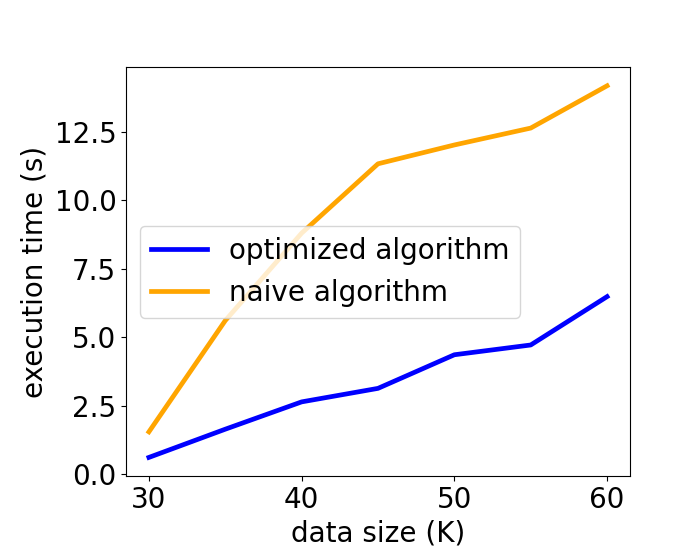 12.5
10.0
7.5
5.0
2.5
0.0
execution time (s)
optimized algorithm
naive algorithm
30 40 50 60
data size (K)